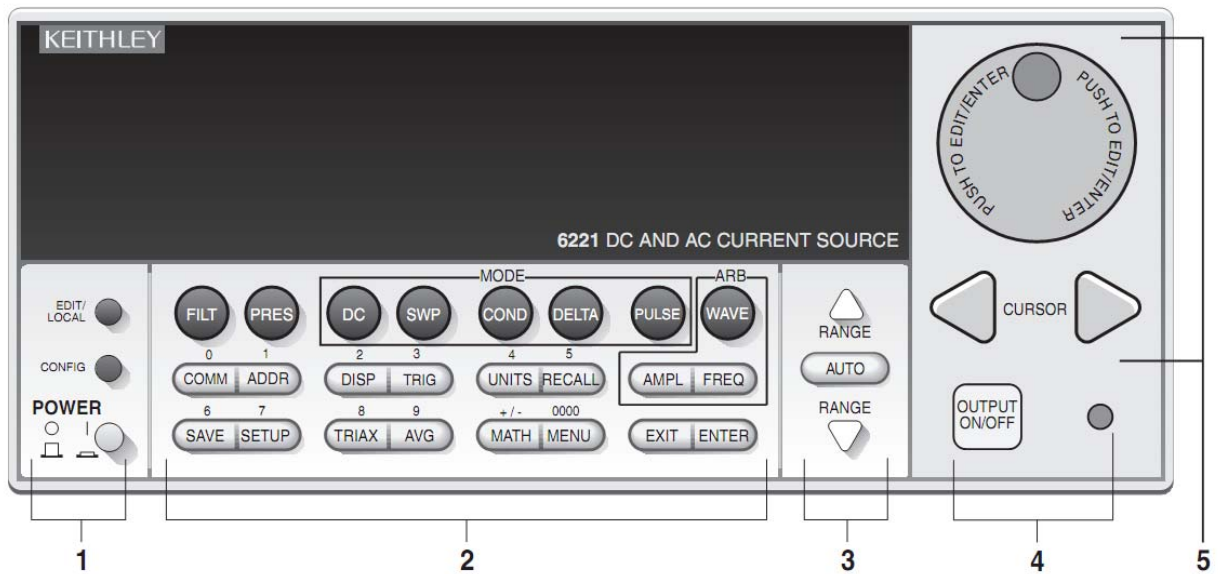 KEITHLEY
6221 DC AND AC CURRENT SOURCE
PUSH TO EDIT/ENTER
PUSH TO EDIT/ENTER
MODE
ARB
EDIT/
LOCAL
FILT PRES DC SWP COND DELTA PULSE WAVE
RANGE
CURSOR
0 1 2 3 4 5
CONFIG
COMM ADDR DISP TRIG UNITS RECALL AMPL FREQ
AUTO
POWER
6 7 8 9 +/- 0000
RANGE
SAVE SETUP TRIAX AVG MATH MENU EXIT ENTER
OUTPUT
ON/OFF
1 2 3 4 5